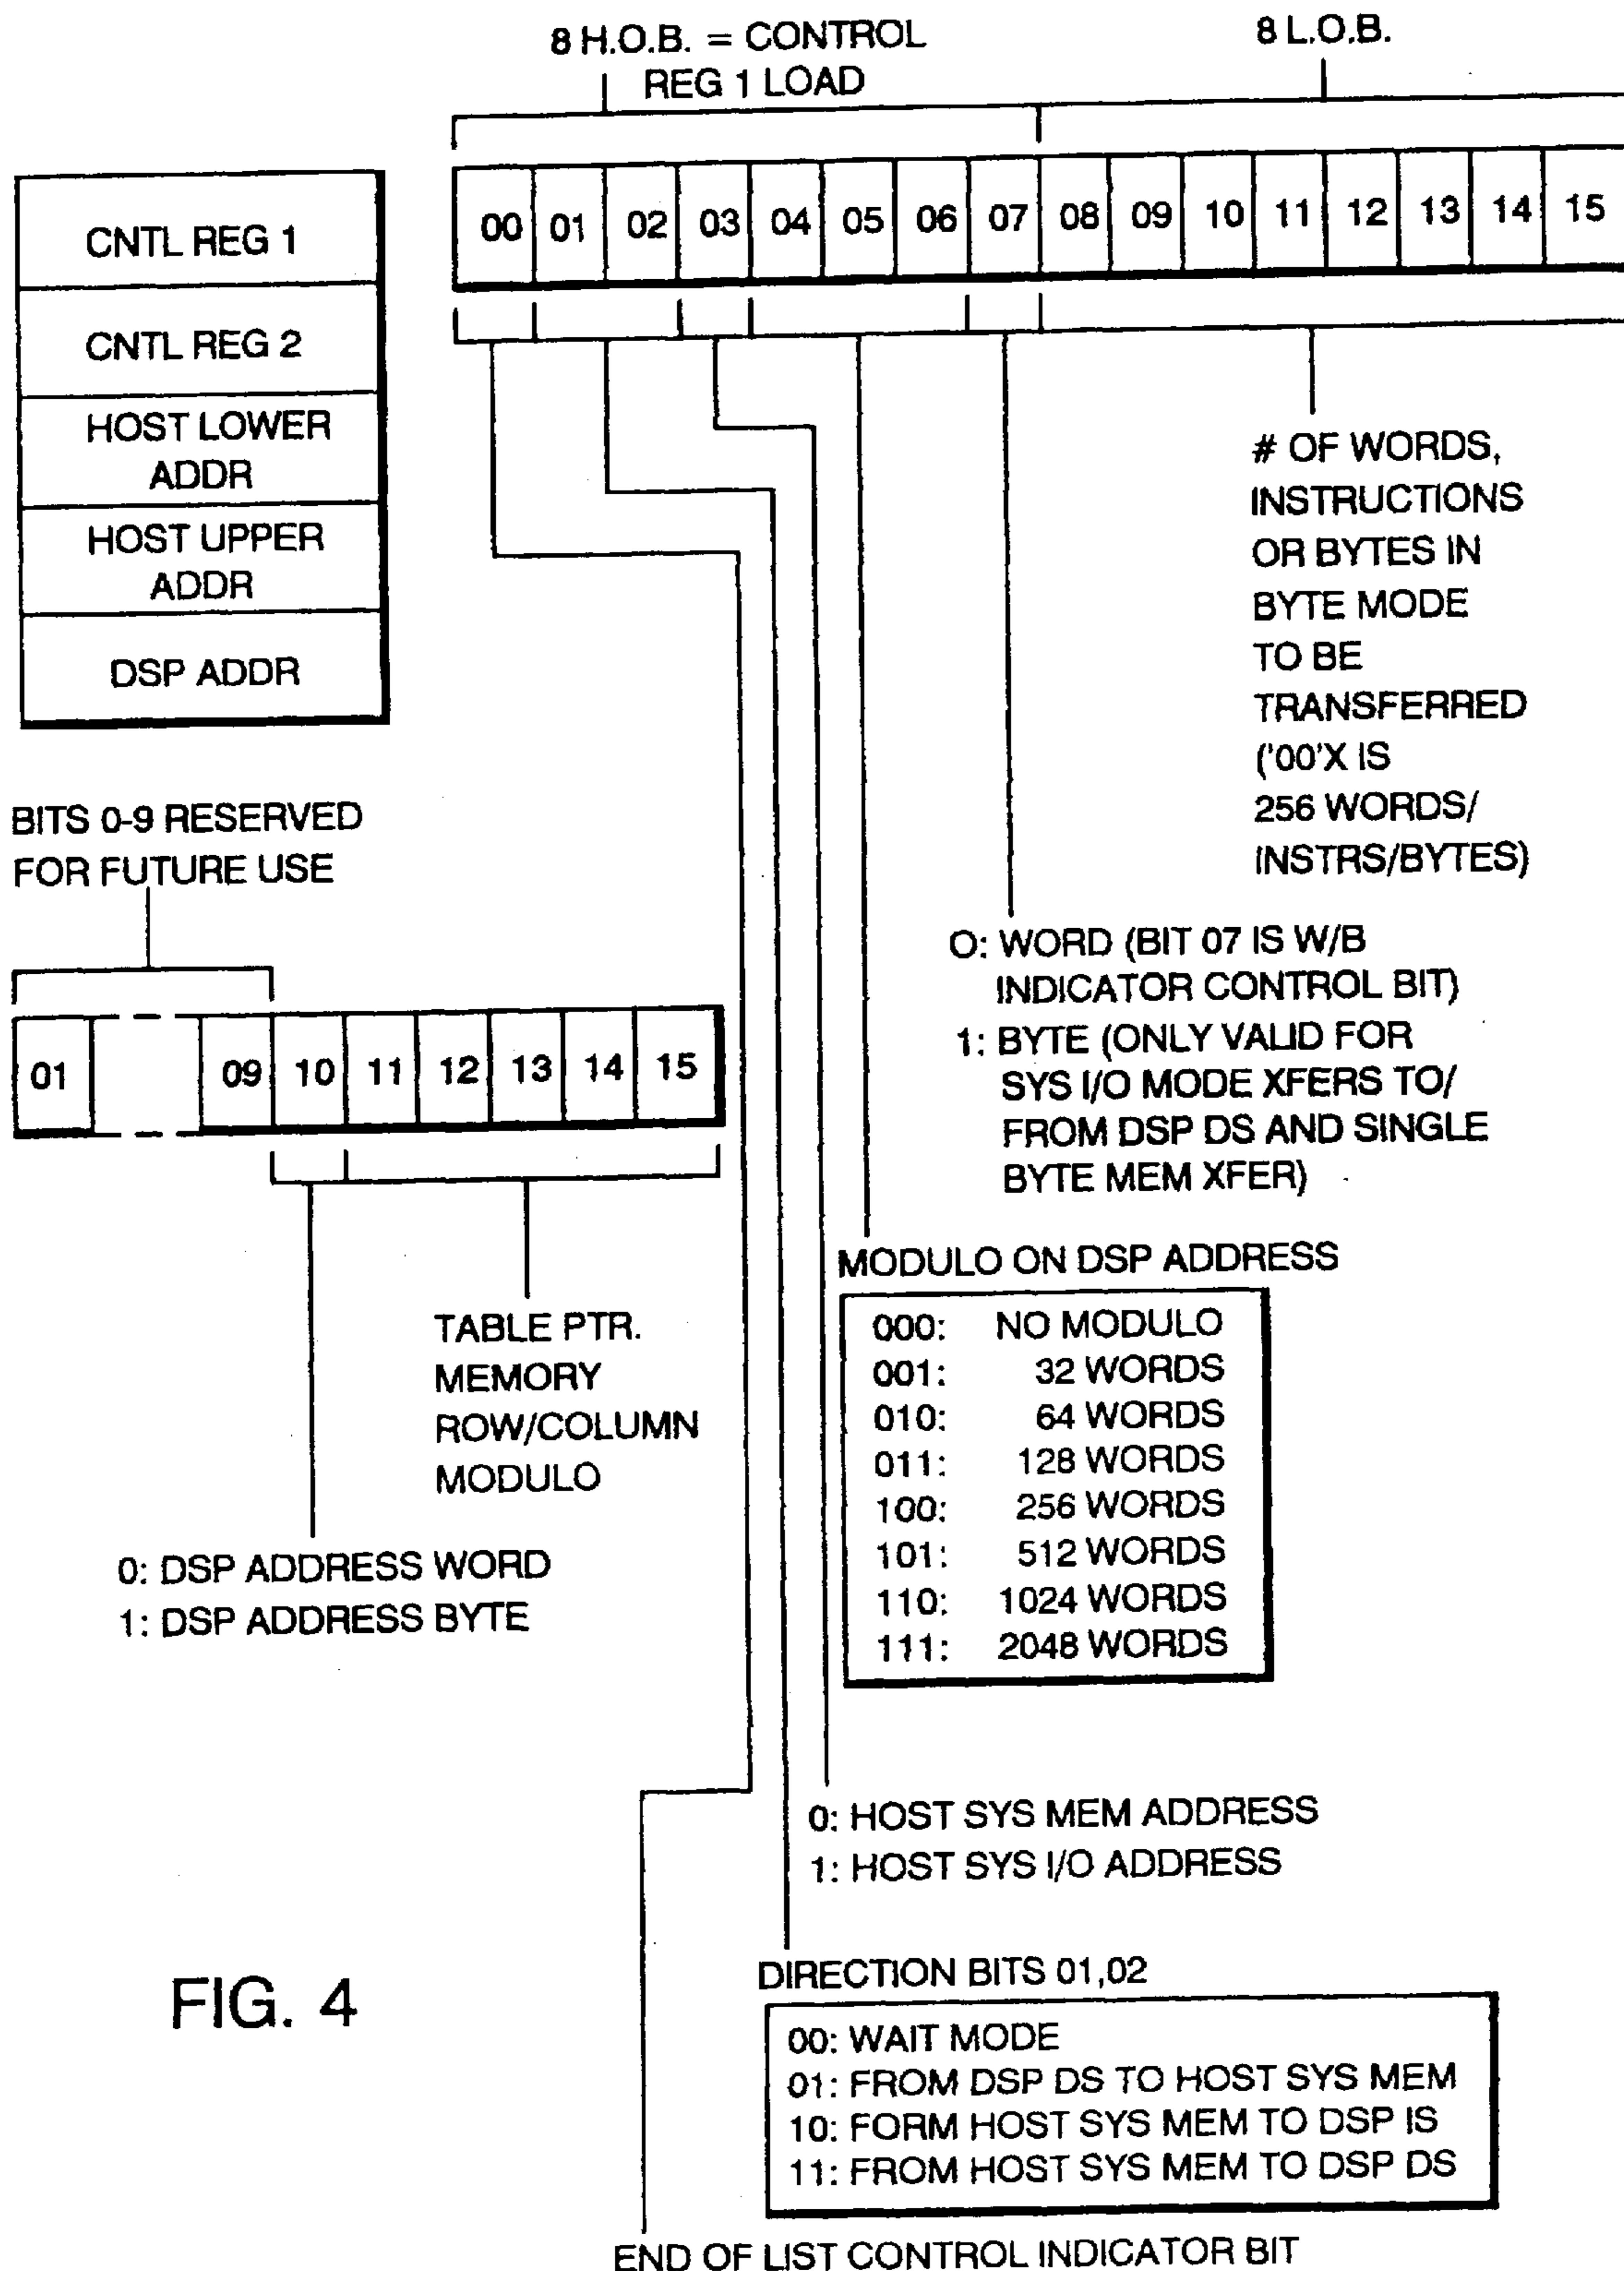 8 H.O.B. = CONTROL
REG 1 LOAD
8 L.O.B.
00 01 02 03 04 05 06 07 08 09 10 11 12 13 14 15
CNTL REG 1
CNTL REG 2
HOST LOWER
ADDR
HOST UPPER
ADDR
DSP ADDR
# OF WORDS,
INSTRUCTIONS
OR BYTES IN
BYTE MODE
TO BE
TRANSFERRED
('00'X IS
256 WORDS/
INSTRS/BYTES)
BITS 0-9 RESERVED
FOR FUTURE USE
01 09 10 11 12 13 14 15
O: WORD (BIT 07 IS W/B
INDICATOR CONTROL BIT)
1: BYTE (ONLY VALID FOR
SYS I/O MODE XFERS TO/
FROM DSP DS AND SINGLE
BYTE MEM XFER)
TABLE PTR.
MEMORY
ROW/COLUMN
MODULO
0: DSP ADDRESS WORD
1: DSP ADDRESS BYTE
MODULO ON DSP ADDRESS
000: NO MODULO
001: 32 WORDS
010: 64 WORDS
011: 128 WORDS
100: 256 WORDS
101: 512 WORDS
110: 1024 WORDS
111: 2048 WORDS
0: HOST SYS MEM ADDRESS
1: HOST SYS I/O ADDRESS
DIRECTION BITS 01,02
00: WAIT MODE
01: FROM DSP DS TO HOST SYS MEM
10: FORM HOST SYS MEM TO DSP IS
11: FROM HOST SYS MEM TO DSP DS
FIG. 4
END OF LIST CONTROL INDICATOR BIT